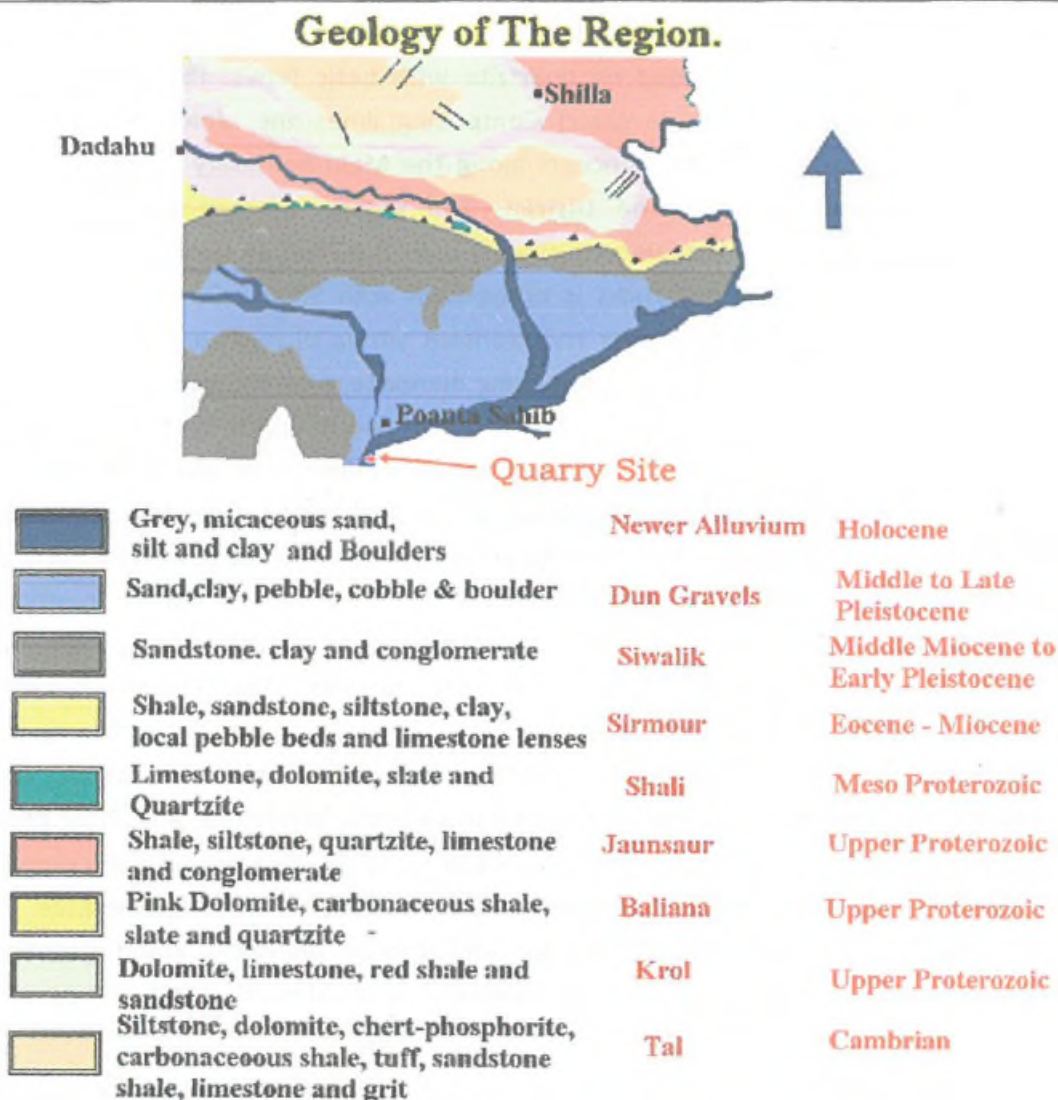 Geology of The Region.
Shilla
Dadahu
Poanta Sahib
Quarry Site
Grey, micaceous sand,
silt and clay and Boulders
Newer Alluvium
Holocene
Sand,clay, pebble, cobble & boulder
Dun Gravels
Middle to Late
Pleistocene
Sandstone. clay and conglomerate
Siwalik
Middle Miocene to
Early Pleistocene
Shale, sandstone, siltstone, clay,
local pebble beds and limestone lenses
Sirmour
Eocene - Miocene
Limestone, dolomite, slate and
Quartzite
Shali
Meso Proterozoic
Shale, siltstone, quartzite, limestone
and conglomerate
Jaunsaur
Upper Proterozoic
Pink Dolomite, carbonaceous shale,
slate and quartzite -
Baliana
Upper Proterozoic
Dolomite, limestone, red shale and
sandstone
Krol
Upper Proterozoic
Siltstone, dolomite, chert-phosphorite,
carbonaceoous shale, tuff, sandstone
shale, limestone and grit
Tal
Cambrian